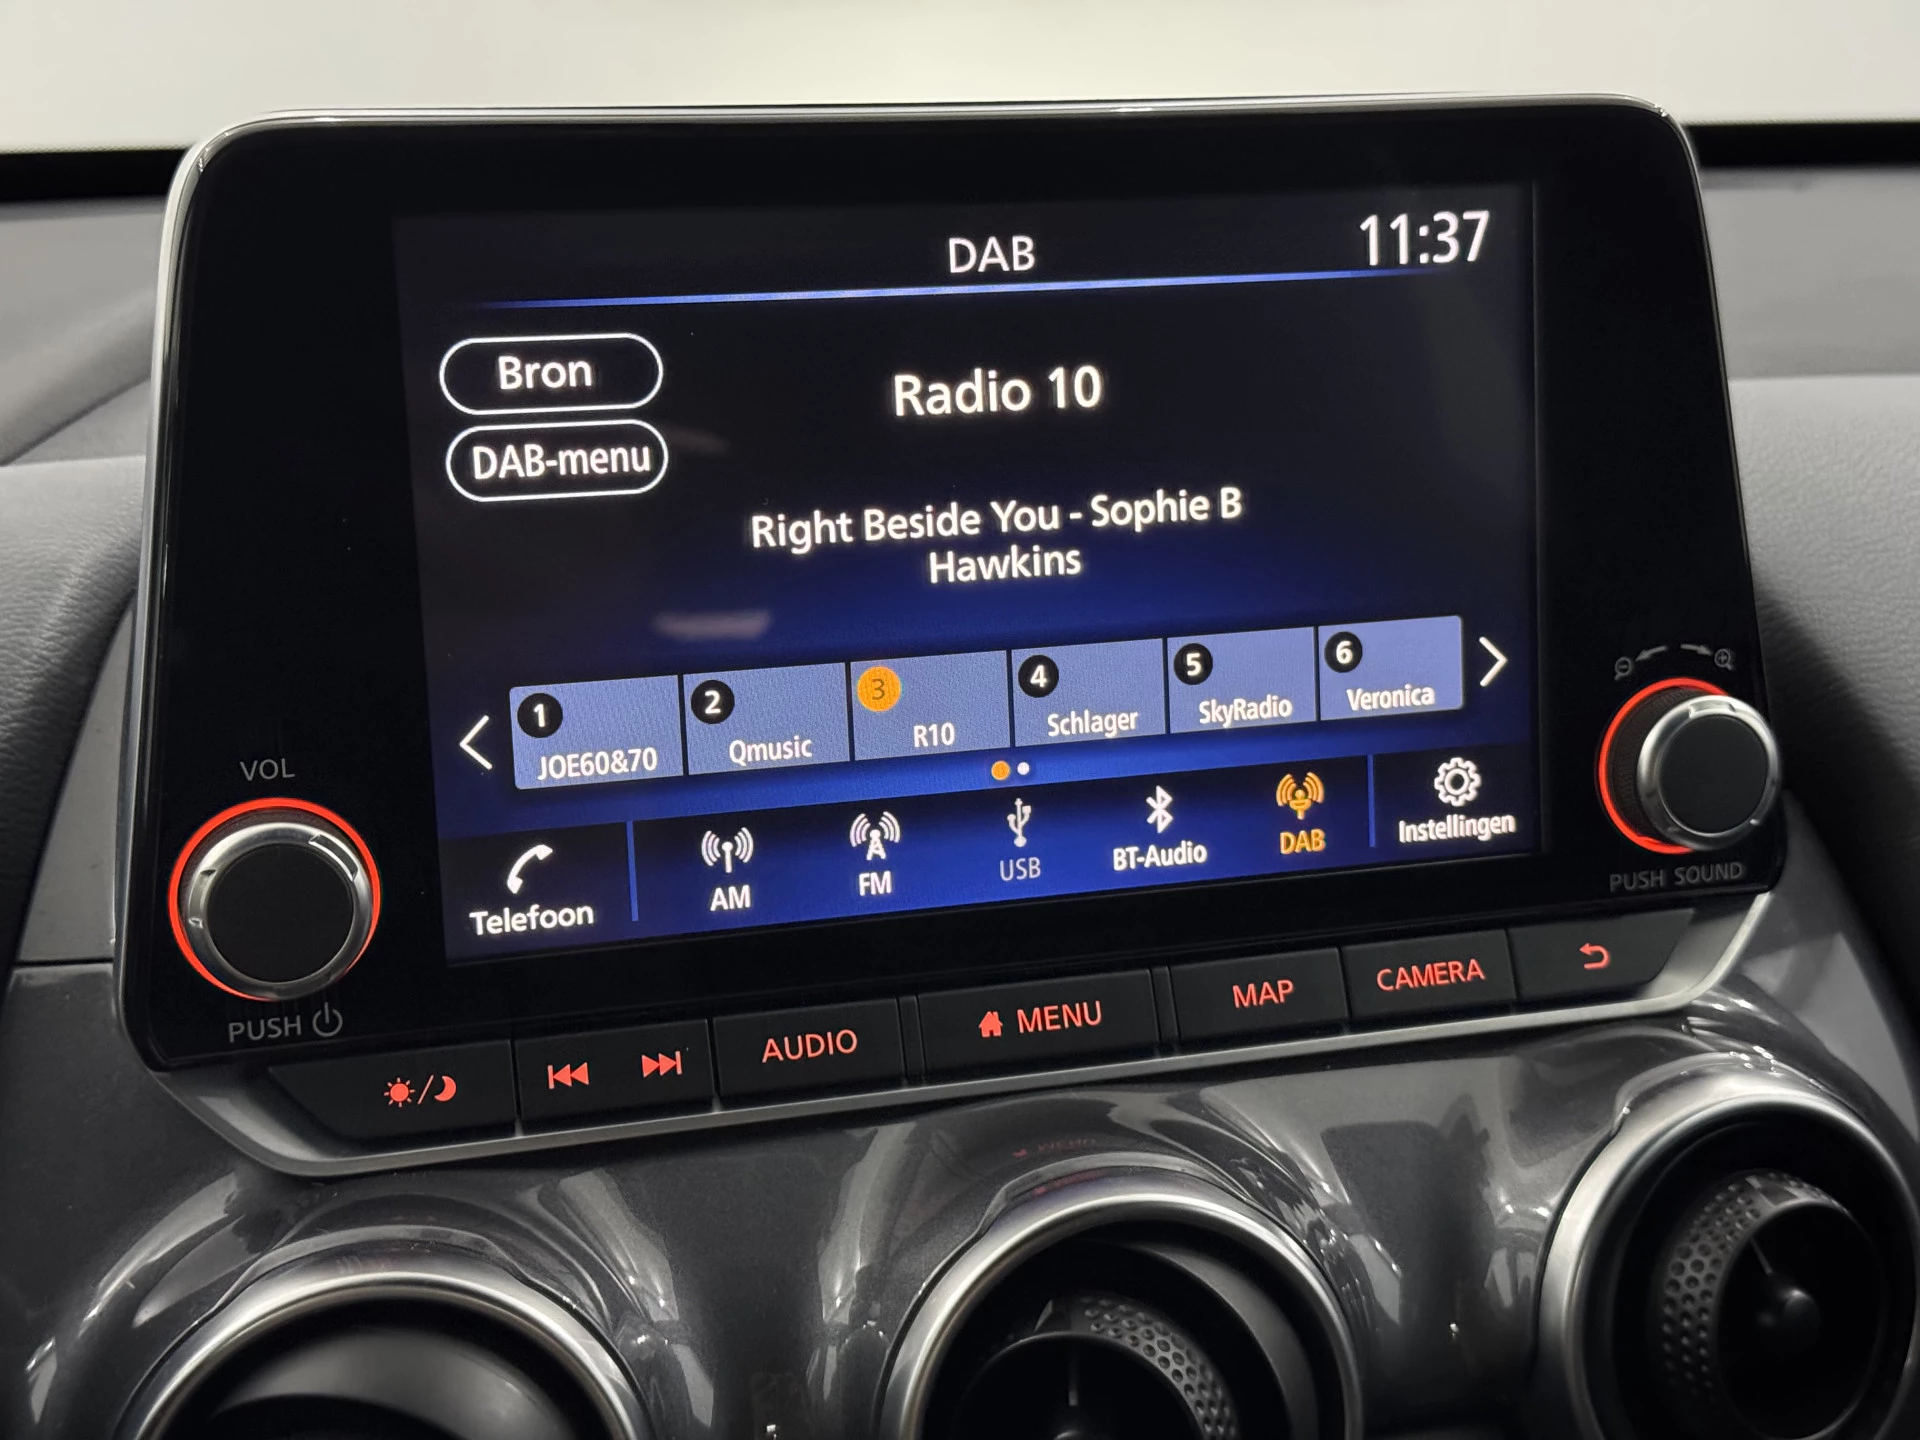 DAB
11:37
Bron
Radio 10
DAB-menu
Right Beside You - Sophie B
Hawkins
1 JOE60&70
2 Qmusic
3 R10
4 Schlager
5 SkyRadio
6 Veronica
Telefoon
AM
FM
USB
BT-Audio
DAB
Instellingen
VOL
PUSH
PUSH SOUND
AUDIO
MENU
MAP
CAMERA